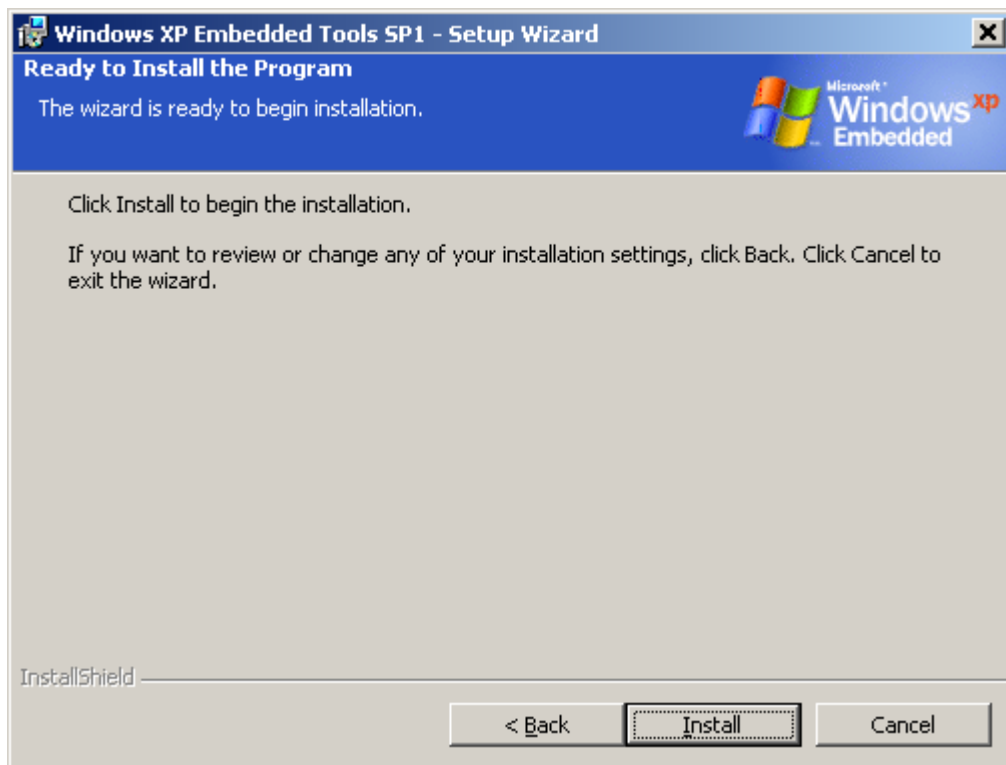 Windows XP Embedded Tools SP1 - Setup Wizard
Ready to Install the Program
The wizard is ready to begin installation.
Microsoft
Windows xp
Embedded
Click Install to begin the installation.
If you want to review or change any of your installation settings, click Back. Click Cancel to
exit the wizard.
InstallShield
< Back
Install
Cancel